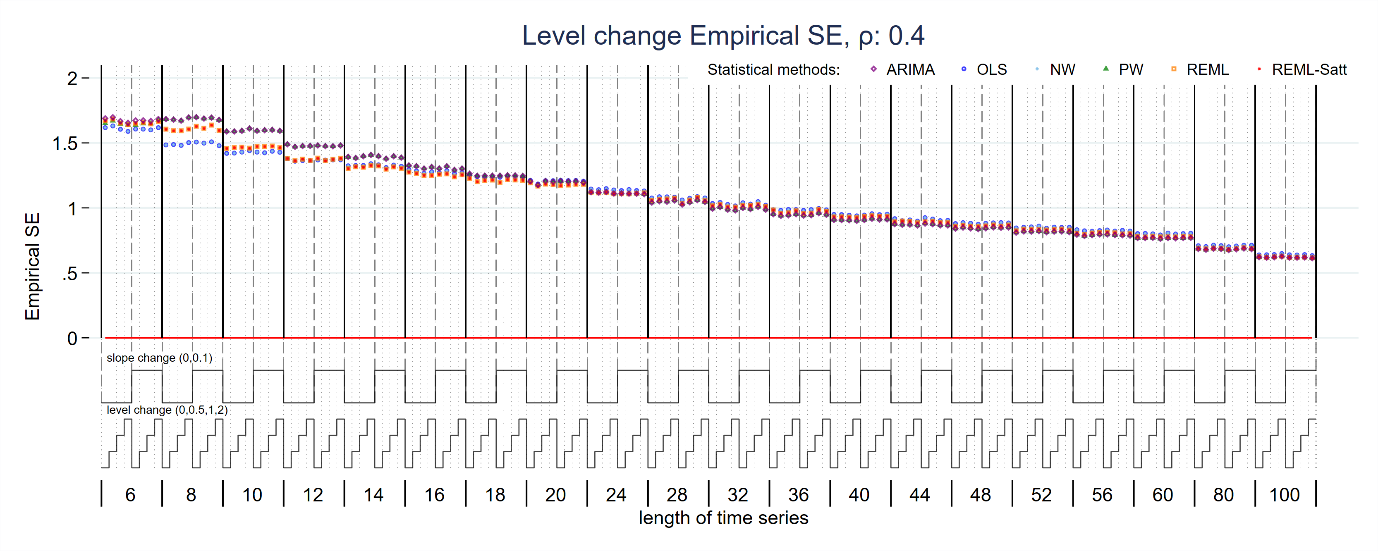 Level change Empirical SE, ρ: 0.4
Statistical methods: ARIMA OLS NW PW REML REML-Satt
Empirical SE
2
1.5
1
.5
0
slope change (0,0.1)
level change (0,0.5,1,2)
6 8 10 12 14 16 18 20 24 28 32 36 40 44 48 52 56 60 80 100
length of time series